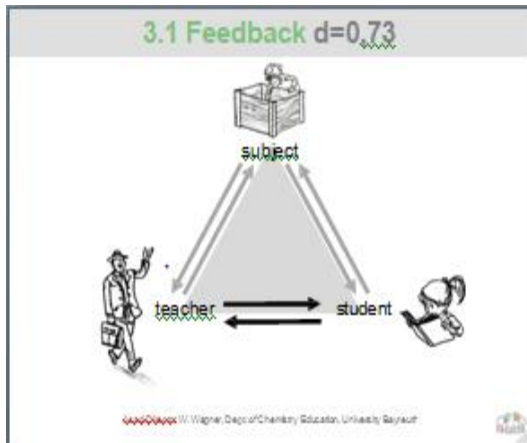 3.1 Feedback d=0,73
subject
teacher
student
W. Wagner, Dept. of Chemistry Education, University Bayreuth